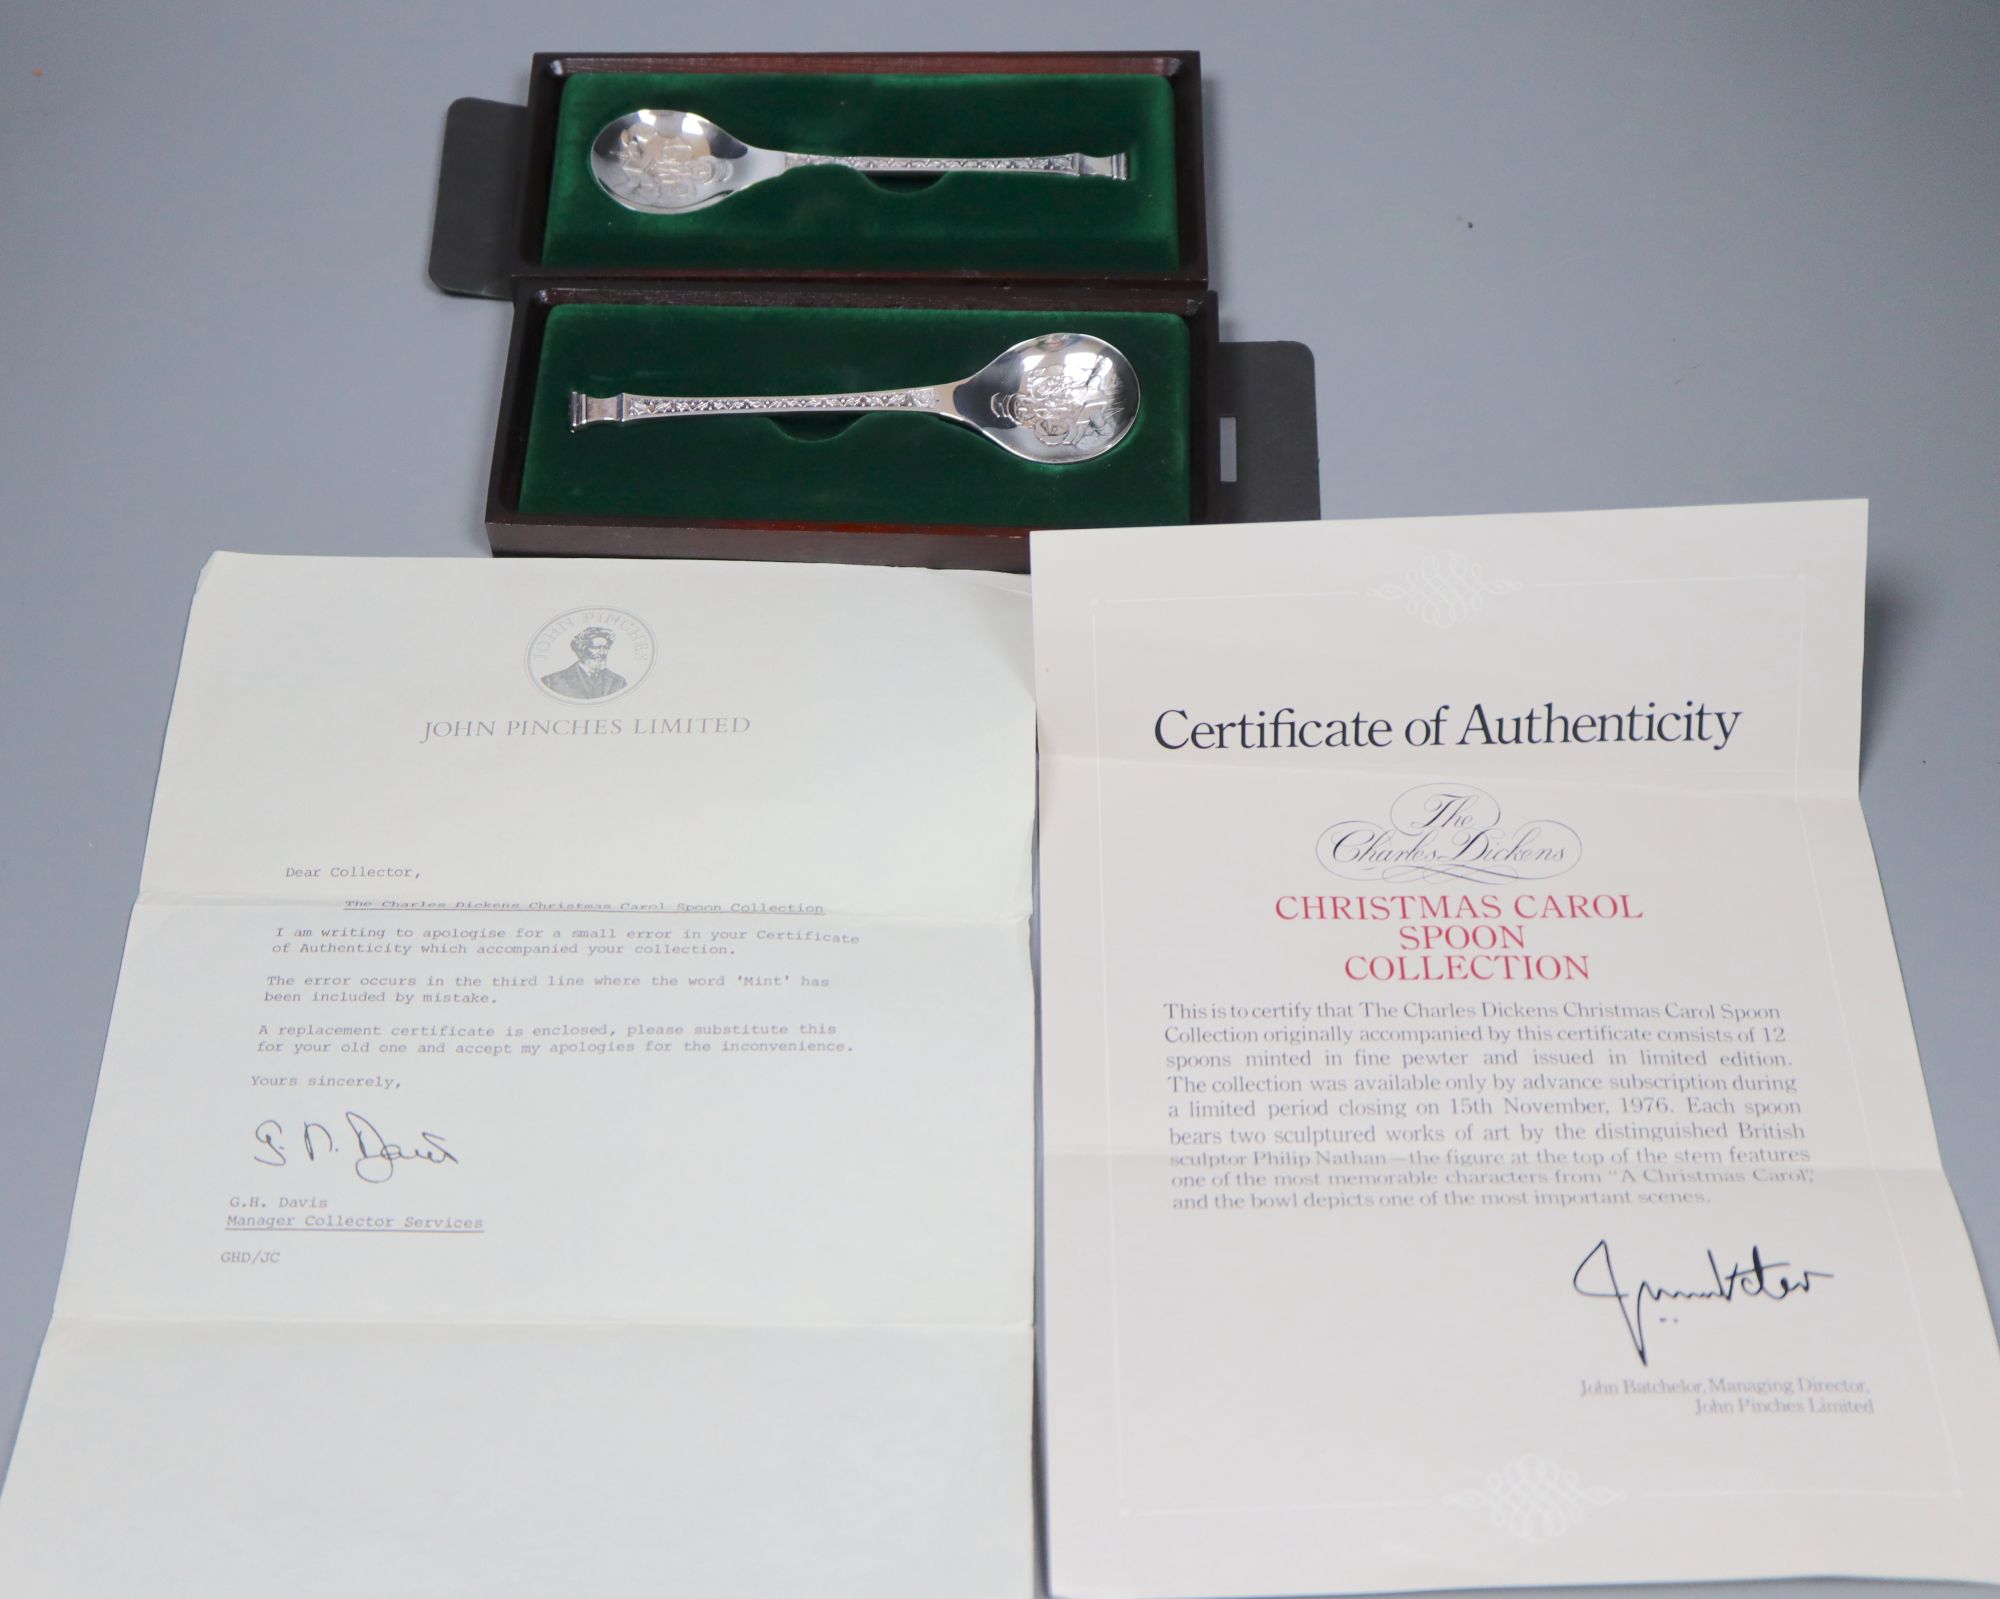 JOHN PINCHES
JOHN PINCHES LIMITED
Dear Collector,
The Charles Dickens Christmas Carol Spoon Collection
I am writing to apologise for a small error in your Certificate
of Authenticity which accompanied your collection.
The error occurs in the third line where the word 'Mint' has
been included by mistake.
A replacement certificate is enclosed, please substitute this
for your old one and accept my apologies for the inconvenience.
Yours sincerely,
G.H. Davis
Manager Collector Services
GHD/JC
Certificate of Authenticity
The
Charles Dickens
CHRISTMAS CAROL
SPOON
COLLECTION
This is to certify that The Charles Dickens Christmas Carol Spoon
Collection originally accompanied by this certificate consists of 12
spoons minted in fine pewter and issued in limited edition.
The collection was available only by advance subscription during
a limited period closing on 15th November, 1976. Each spoon
bears two sculptured works of art by the distinguished British
sculptor Philip Nathan—the figure at the top of the stem features
one of the most memorable characters from "A Christmas Carol",
and the bowl depicts one of the most important scenes.
John Batchelor, Managing Director,
John Pinches Limited